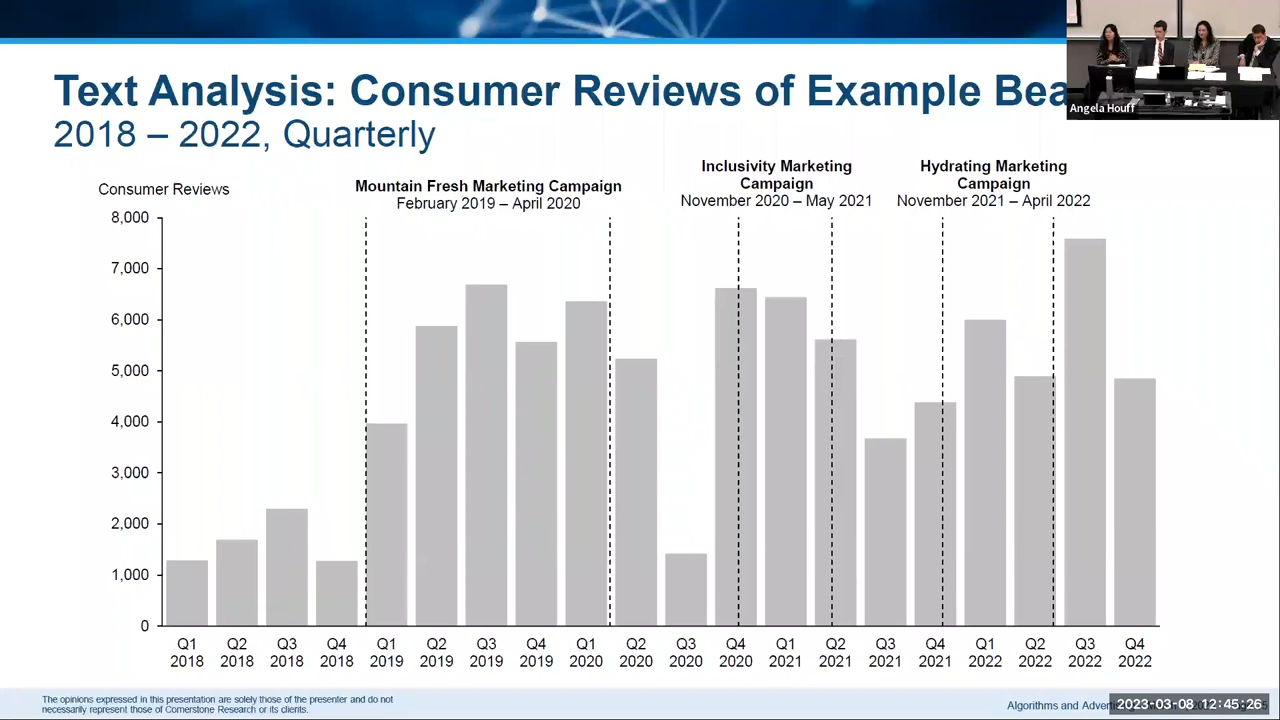 Text Analysis: Consumer Reviews of Example Bea
2018 – 2022, Quarterly
Angela Houff
Consumer Reviews
Mountain Fresh Marketing Campaign
February 2019 – April 2020
Inclusivity Marketing
Campaign
November 2020 – May 2021
Hydrating Marketing
Campaign
November 2021 – April 2022
8,000
7,000
6,000
5,000
4,000
3,000
2,000
1,000
0
Q1 Q2 Q3 Q4 Q1 Q2 Q3 Q4 Q1 Q2 Q3 Q4 Q1 Q2 Q3 Q4 Q1 Q2 Q3 Q4
2018 2018 2018 2018 2019 2019 2019 2019 2020 2020 2020 2020 2021 2021 2021 2021 2022 2022 2022 2022
The opinions expressed in this presentation are solely those of the presenter and do not
necessarily represent those of Cornerstone Research or its clients.
Algorithms and Adverti
2023-03-08 12:45:26